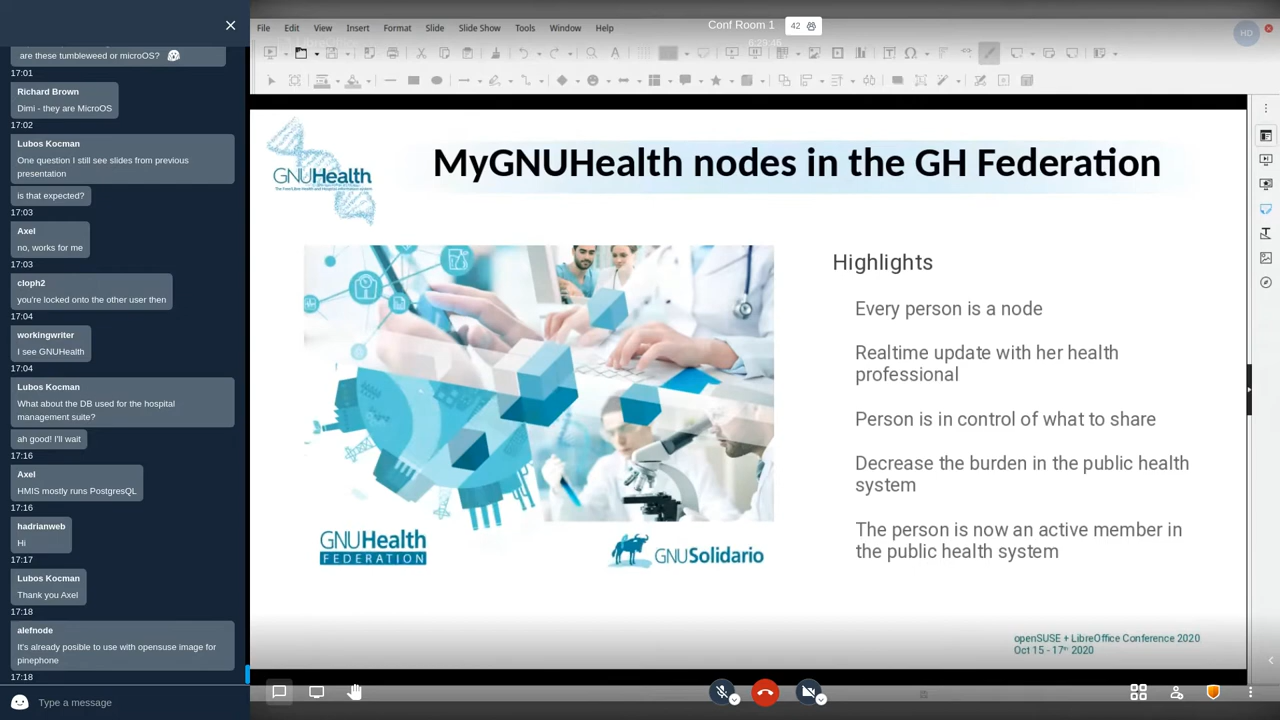 are these tumbleweed or microOS?
17:01
Richard Brown
Dimi - they are MicroOS
17:02
Lubos Kocman
One question I still see slides from previous
presentation
is that expected?
17:03
Axel
no, works for me
17:03
cloph2
you're locked onto the other user then
17:04
workingwriter
I see GNUHealth
17:04
Lubos Kocman
What about the DB used for the hospital
management suite?
ah good! I'll wait
17:16
Axel
HMIS mostly runs PostgresQL
17:16
hadrianweb
Hi
17:17
Lubos Kocman
Thank you Axel
17:18
alefnode
It's already posible to use with opensuse image for
pinephone
17:18
Type a message
File Edit View Insert Format Slide Slide Show Tools Window Help
Conf Room 1
42
HD
GNUHealth
MyGNUHealth nodes in the GH Federation
Highlights
Every person is a node
Realtime update with her health
professional
Person is in control of what to share
Decrease the burden in the public health
system
The person is now an active member in
the public health system
GNUHealth
FEDERATION
GNUSolidario
openSUSE + LibreOffice Conference 2020
Oct 15 - 17th 2020